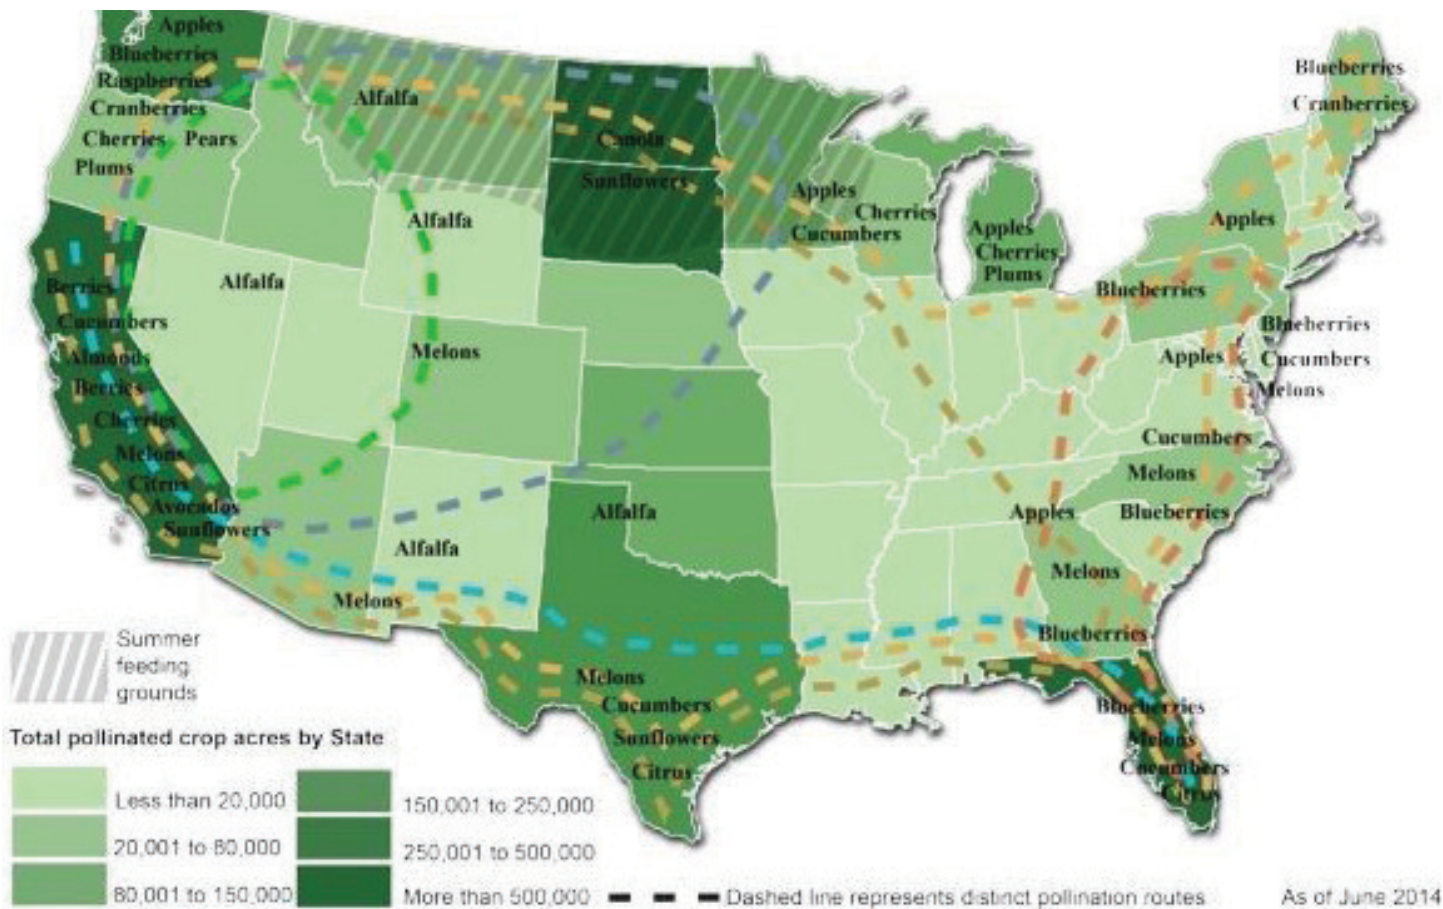 Apples
Blueberries
Raspberries
Cranberries
Cherries Pears
Plums
Alfalfa
Canola
Sunflowers
Alfalfa
Alfalfa
Apples
Cherries
Cucumbers
Apples
Cherries
Plums
Blueberries
Cranberries
Apples
Blueberries
Blueberries
Cucumbers
Melons
Apples
Berries
Cucumbers
Almonds
Berries
Cherries
Melons
Citrus
Avocados
Sunflowers
Melons
Cucumbers
Melons
Alfalfa
Alfalfa
Apples
Blueberries
Melons
Melons
Blueberries
Melons
Cucumbers
Sunflowers
Citrus
Blueberries
Melons
Cucumbers
Citrus
Summer
feeding
grounds
Total pollinated crop acres by State
Less than 20,000
20,001 to 80,000
80,001 to 150,000
150,001 to 250,000
250,001 to 500,000
More than 500,000
Dashed line represents distinct pollination routes
As of June 2014